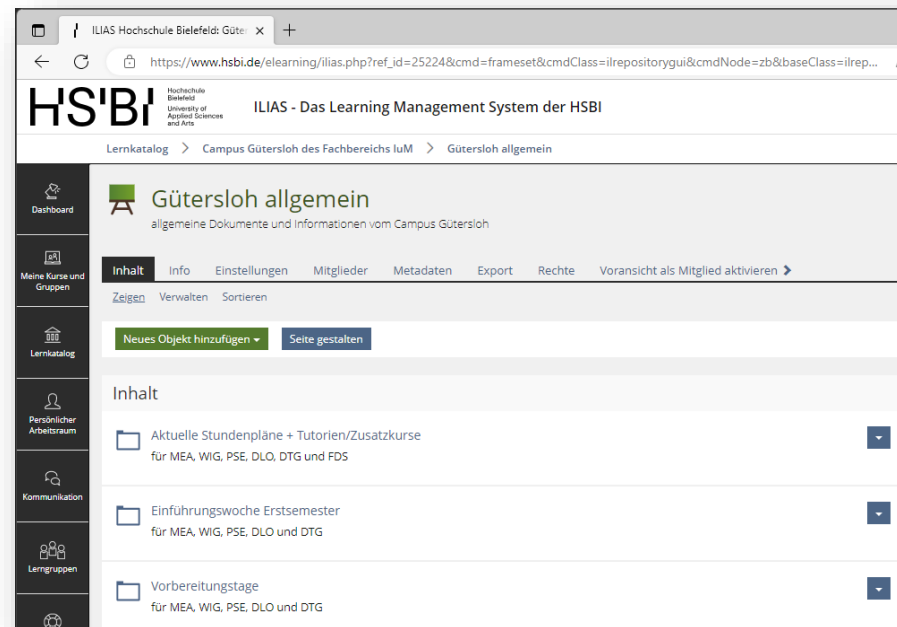 ILIAS Hochschule Bielefeld: Güter
https://www.hsbi.de/elearning/ilias.php?ref_id=25224&cmd=frameset&cmdClass=ilrepositorygui&cmdNode=zb&baseClass=ilrep...
HSBI
Hochschule
Bielefeld
University of
Applied Sciences
and Arts
ILIAS - Das Learning Management System der HSBI
Lernkatalog > Campus Gütersloh des Fachbereichs IuM > Gütersloh allgemein
Dashboard
Meine Kurse und
Gruppen
Lernkatalog
Persönlicher
Arbeitsraum
Kommunikation
Lerngruppen
Gütersloh allgemein
allgemeine Dokumente und Informationen vom Campus Gütersloh
Inhalt Info Einstellungen Mitglieder Metadaten Export Rechte Voransicht als Mitglied aktivieren
Zeigen Verwalten Sortieren
Neues Objekt hinzufügen Seite gestalten
Inhalt
Aktuelle Stundenpläne + Tutorien/Zusatzkurse
für MEA, WIG, PSE, DLO, DTG und FDS
Einführungswoche Erstsemester
für MEA, WIG, PSE, DLO und DTG
Vorbereitungstage
für MEA, WIG, PSE, DLO und DTG